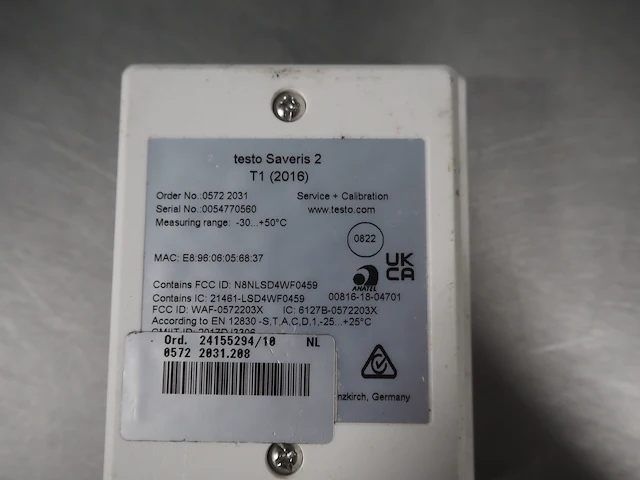 testo Saveris 2
T1 (2016)
Order No.:0572 2031
Service + Calibration
Serial No.:0054770560
www.testo.com
Measuring range: -30...+50°C
0822
MAC: E8:96:06:05:68:37
UK
CA
ANATEL
Contains FCC ID: N8NLSD4WF0459
Contains IC: 21461-LSD4WF0459
00816-18-04701
FCC ID: WAF-0572203X
IC: 6127B-0572203X
According to EN 12830 -S,T,A,C,D,1,-25...+25°C
Ord. 24155294/10 NL
0572 2031.208
Germany